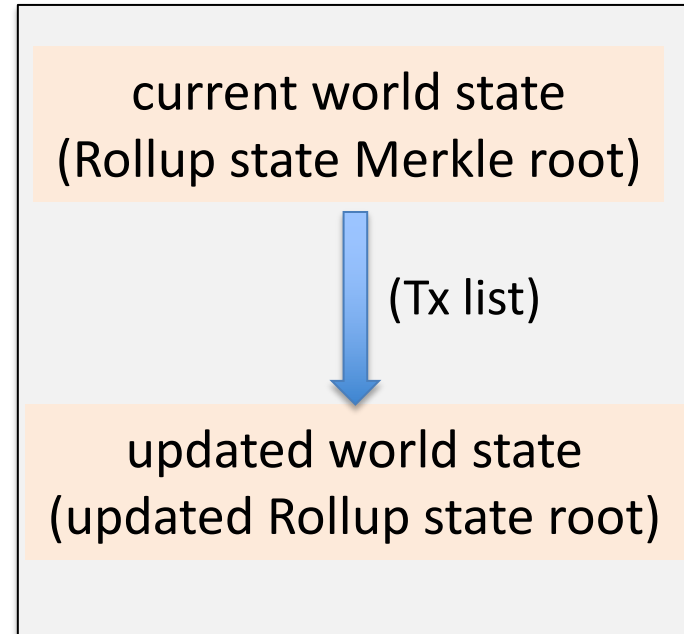 current world state
(Rollup state Merkle root)
(Tx list)
updated world state
(updated Rollup state root)